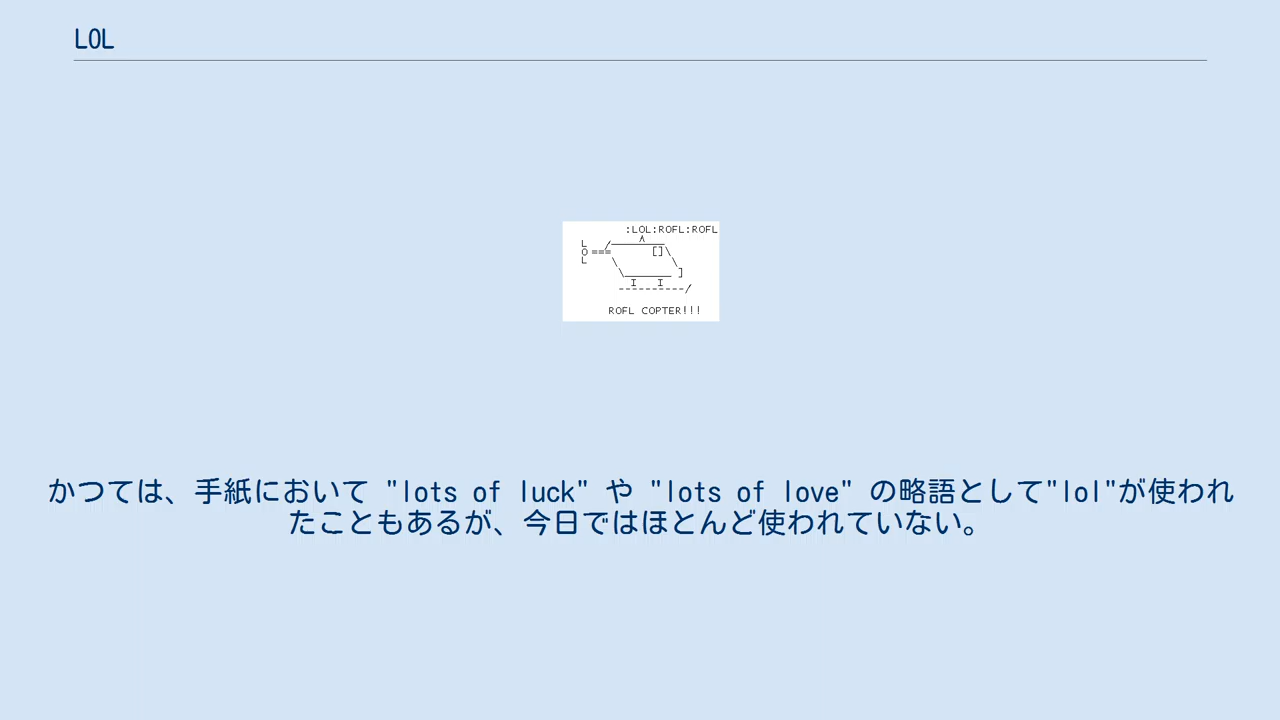 LOL
:LOL:ROFL:ROFL
L
O
L
ROFL COPTER!!!
かつては、手紙において "lots of luck" や "lots of love" の略語として"lol"が使われ
たこともあるが、今日ではほとんど使われていない。